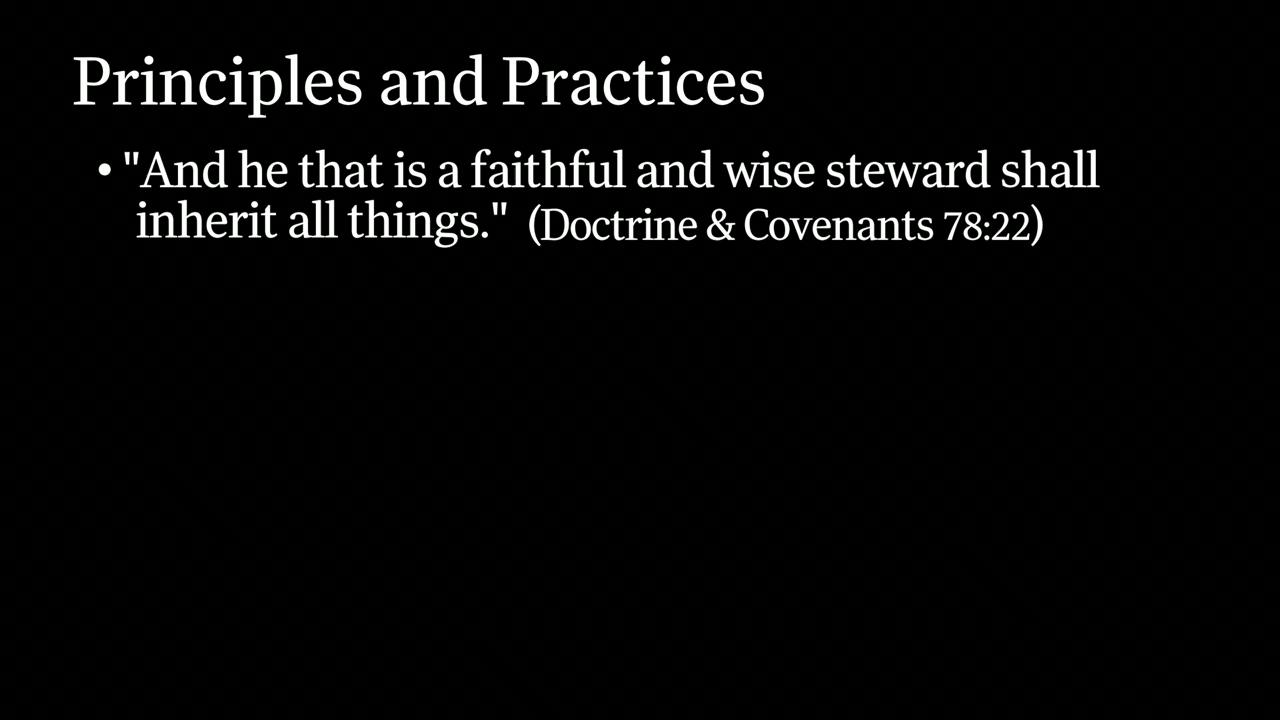 Principles and Practices
• "And he that is a faithful and wise steward shall
inherit all things." (Doctrine & Covenants 78:22)